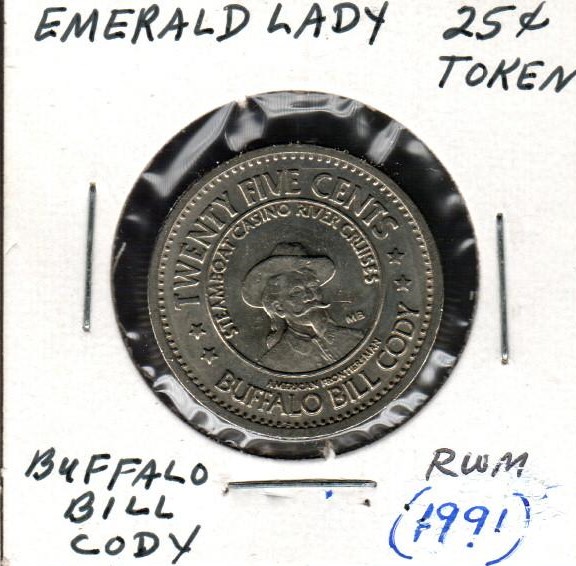 EMERALD LADY 25¢
TOKEN
TWENTY FIVE CENTS
STEAMBOAT CASINO RIVER CRUISES
MB
AMERICAN FRONTIERSMAN
BUFFALO BILL CODY
BUFFALO
BILL
CODY
RWM
(1991)